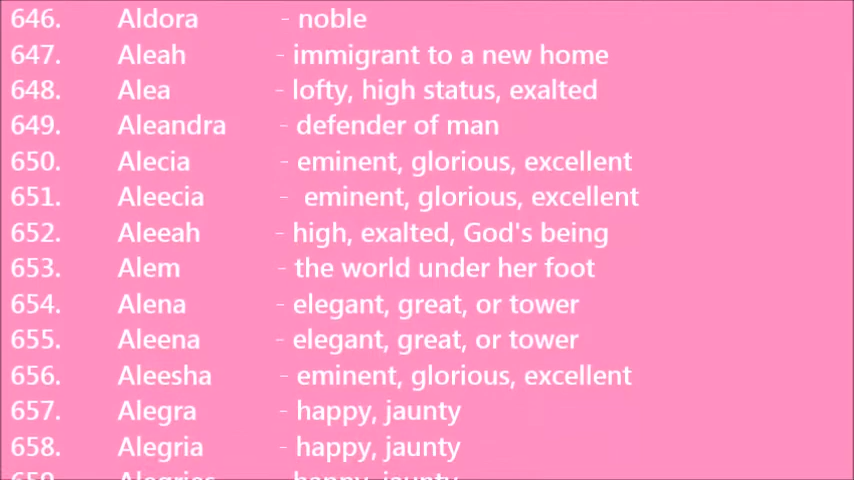 646. Aldora - noble
647. Aleah - immigrant to a new home
648. Alea - lofty, high status, exalted
649. Aleandra - defender of man
650. Alecia - eminent, glorious, excellent
651. Aleecia - eminent, glorious, excellent
652. Aleeah - high, exalted, God's being
653. Alem - the world under her foot
654. Alena - elegant, great, or tower
655. Aleena - elegant, great, or tower
656. Aleesha - eminent, glorious, excellent
657. Alegra - happy, jaunty
658. Alegria - happy, jaunty
659. - happy, jaunty